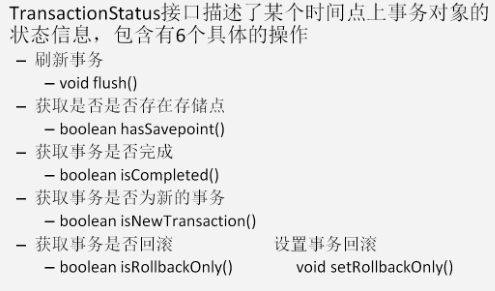 TransactionStatus接口描述了某个时间点上事务对象的
状态信息，包含有6个具体的操作
– 刷新事务
– void flush()
– 获取是否是否存在存储点
– boolean hasSavepoint()
– 获取事务是否完成
– boolean isCompleted()
– 获取事务是否为新的事务
– boolean isNewTransaction()
– 获取事务是否回滚 设置事务回滚
– boolean isRollbackOnly() void setRollbackOnly()